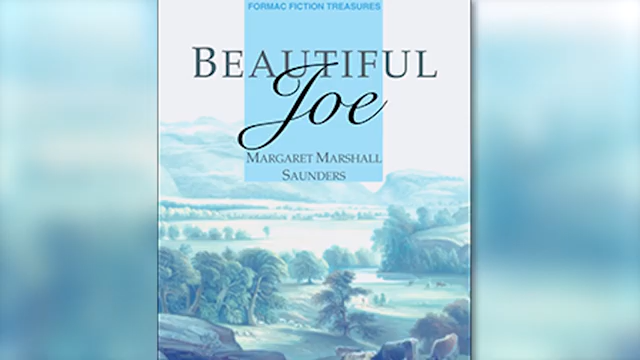 FORMAC FICTION TREASURES
BEAUTIFUL
Joe
MARGARET MARSHALL
SAUNDERS